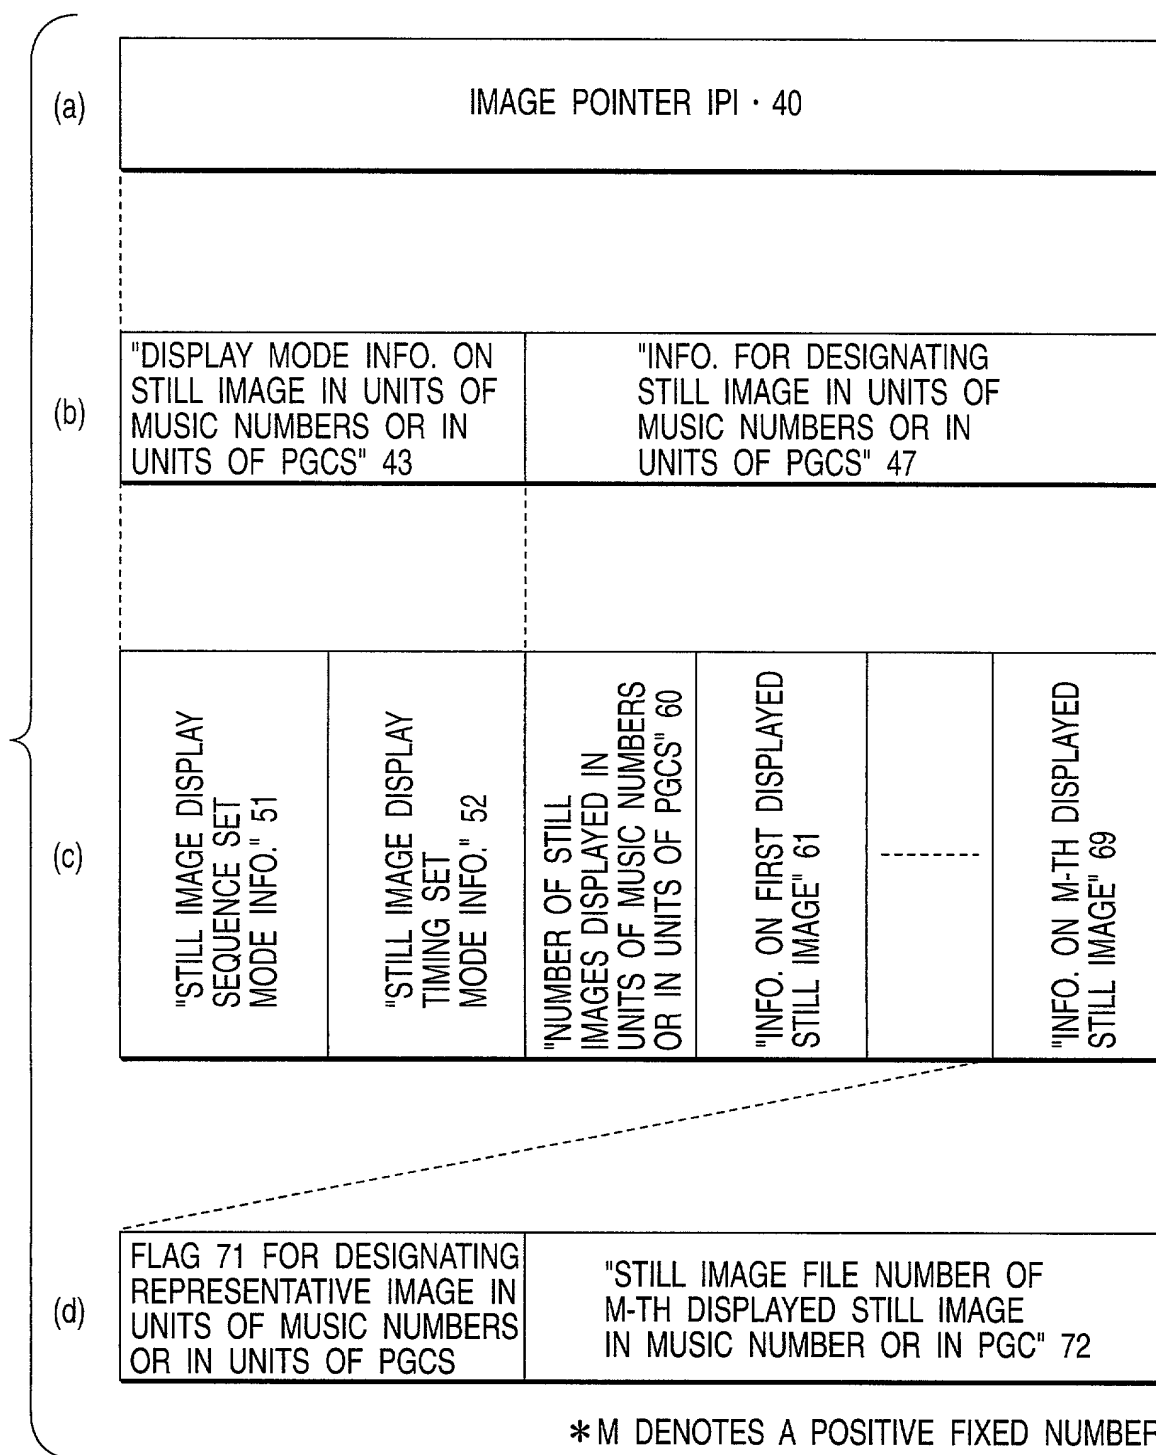 (a)
IMAGE POINTER IPI · 40
(b)
"DISPLAY MODE INFO. ON
STILL IMAGE IN UNITS OF
MUSIC NUMBERS OR IN
UNITS OF PGCS" 43
"INFO. FOR DESIGNATING
STILL IMAGE IN UNITS OF
MUSIC NUMBERS OR IN
UNITS OF PGCS" 47
(c)
"STILL IMAGE DISPLAY
SEQUENCE SET
MODE INFO." 51
"STILL IMAGE DISPLAY
TIMING SET
MODE INFO." 52
"NUMBER OF STILL
IMAGES DISPLAYED IN
UNITS OF MUSIC NUMBERS
OR IN UNITS OF PGCS" 60
"INFO. ON FIRST DISPLAYED
STILL IMAGE" 61
"INFO. ON M-TH DISPLAYED
STILL IMAGE" 69
(d)
FLAG 71 FOR DESIGNATING
REPRESENTATIVE IMAGE IN
UNITS OF MUSIC NUMBERS
OR IN UNITS OF PGCS
"STILL IMAGE FILE NUMBER OF
M-TH DISPLAYED STILL IMAGE
IN MUSIC NUMBER OR IN PGC" 72
*M DENOTES A POSITIVE FIXED NUMBER